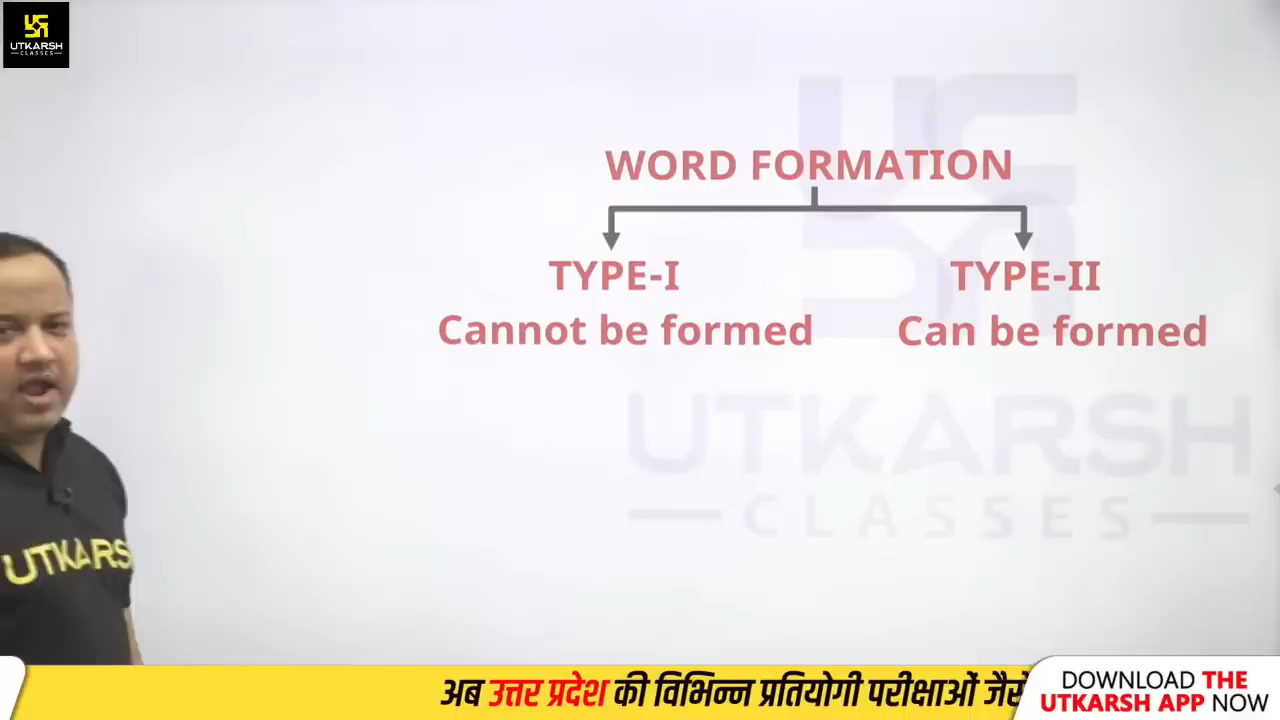 UTKARSH
CLASSES
WORD FORMATION
TYPE-I
TYPE-II
Cannot be formed
Can be formed
UTKARSH
CLASSES
UTKARS
अब उत्तर प्रदेश की विभिन्न प्रतियोगी परीक्षाओं जैसे
DOWNLOAD THE
UTKARSH APP NOW